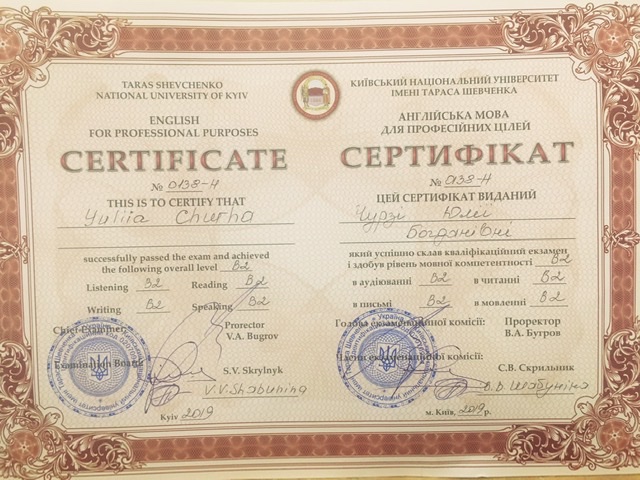 TARAS SHEVCHENKO
NATIONAL UNIVERSITY OF KYIV
ENGLISH
FOR PROFESSIONAL PURPOSES
CERTIFICATE
№ 0138-H
THIS IS TO CERTIFY THAT
Yuliia Churha
successfully passed the exam and achieved
the following overall level B2
Listening B2 Reading B2
Writing B2 Speaking B2
Chief Examiner: Prorector
V.A. Bugrov
Examination Board: S.V. Skrylnyk
V.V. Shabunina
Kyiv 2019
КИЇВСЬКИЙ НАЦІОНАЛЬНИЙ УНІВЕРСИТЕТ
ІМЕНІ ТАРАСА ШЕВЧЕНКА
АНГЛІЙСЬКА МОВА
ДЛЯ ПРОФЕСІЙНИХ ЦІЛЕЙ
СЕРТИФІКАТ
№ 0138-H
ЦЕЙ СЕРТИФІКАТ ВИДАНИЙ
Чурзі Юлії
Богданівні
який успішно склав кваліфікаційний екзамен
і здобув рівень мовної компетентності B2
в аудіюванні B2 в читанні B2
в письмі B2 в мовленні B2
Голова екзаменаційної комісії: Проректор
В.А. Бугров
Члени екзаменаційної комісії:
С.В. Скрильник
В.В. Шабуніна
м. Київ, 2019р.